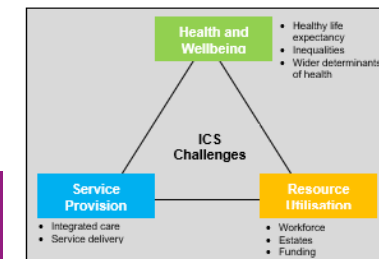 Health and
Wellbeing
• Healthy life
expectancy
• Inequalities
• Wider determinants
of health
ICS
Challenges
Service
Provision
Resource
Utilisation
• Integrated care
• Service delivery
• Workforce
• Estates
• Funding